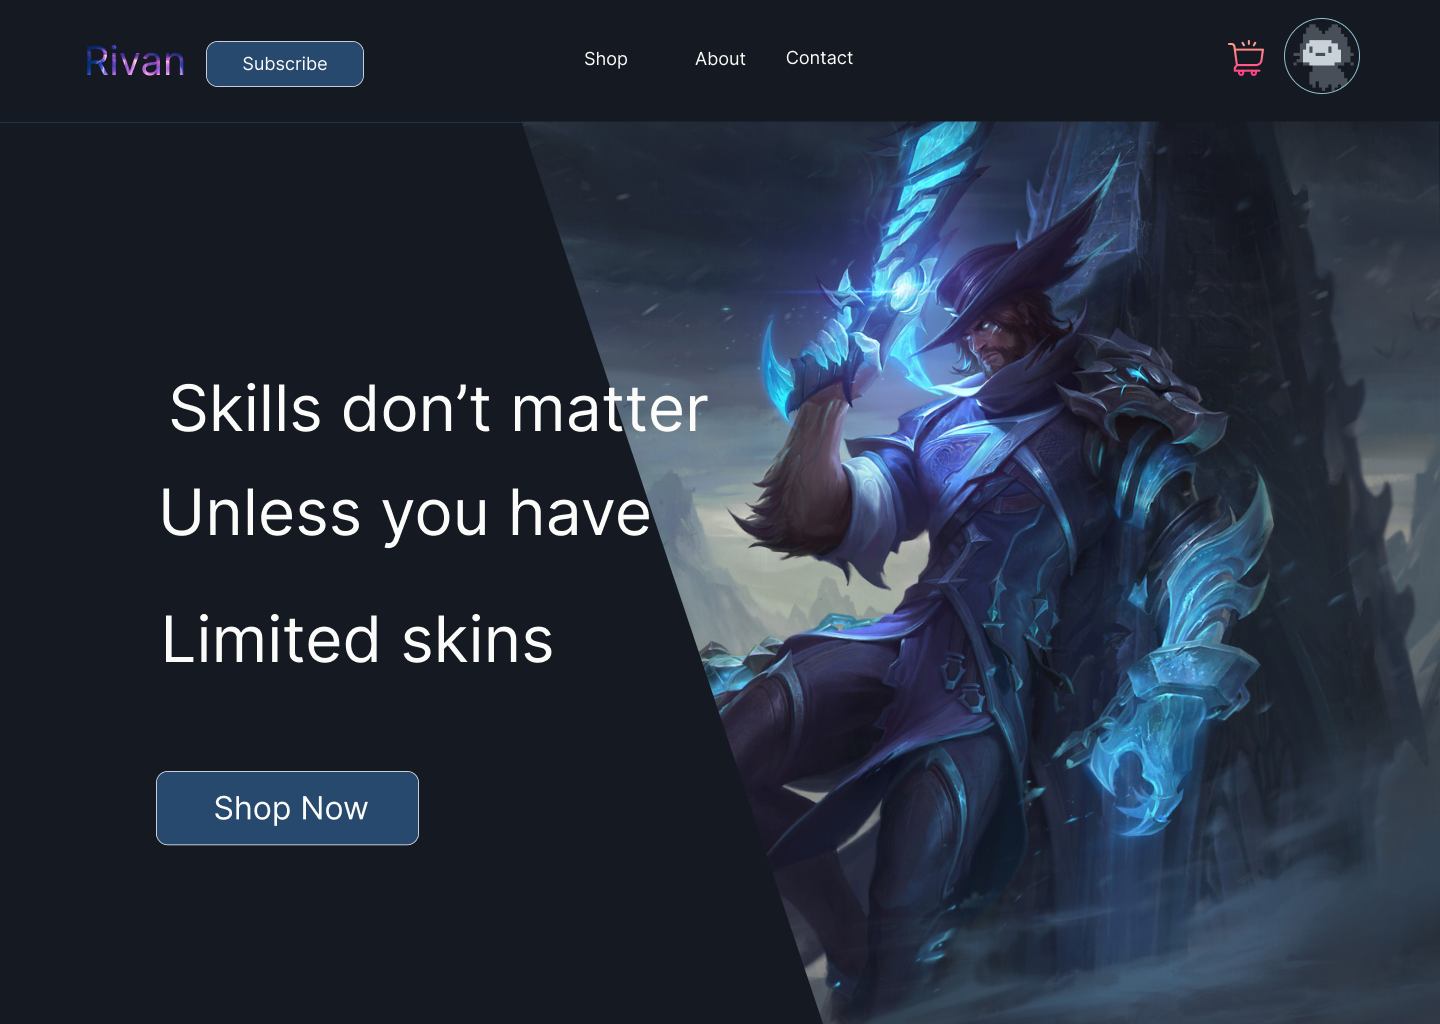 Rivan
Subscribe
Shop
About
Contact
Skills don’t matter
Unless you have
Limited skins
Shop Now